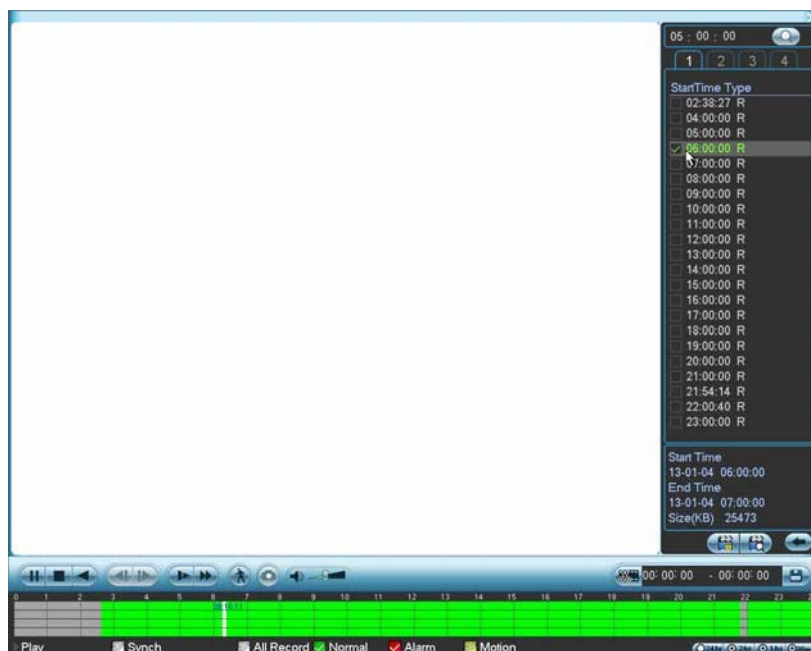 05 : 00 : 00
1 2 3 4
StartTime Type
02:38:27 R
04:00:00 R
05:00:00 R
06:00:00 R
07:00:00 R
08:00:00 R
09:00:00 R
10:00:00 R
11:00:00 R
12:00:00 R
13:00:00 R
14:00:00 R
15:00:00 R
16:00:00 R
17:00:00 R
18:00:00 R
19:00:00 R
20:00:00 R
21:00:00 R
21:54:14 R
22:00:40 R
23:00:00 R
Start Time
13-01-04 06:00:00
End Time
13-01-04 07:00:00
Size(KB) 25473
00: 00: 00 - 00: 00: 00
0 1 2 3 4 5 6 7 8 9 10 11 12 13 14 15 16 17 18 19 20 21 22 23
Play Synch All Record Normal Alarm Motion